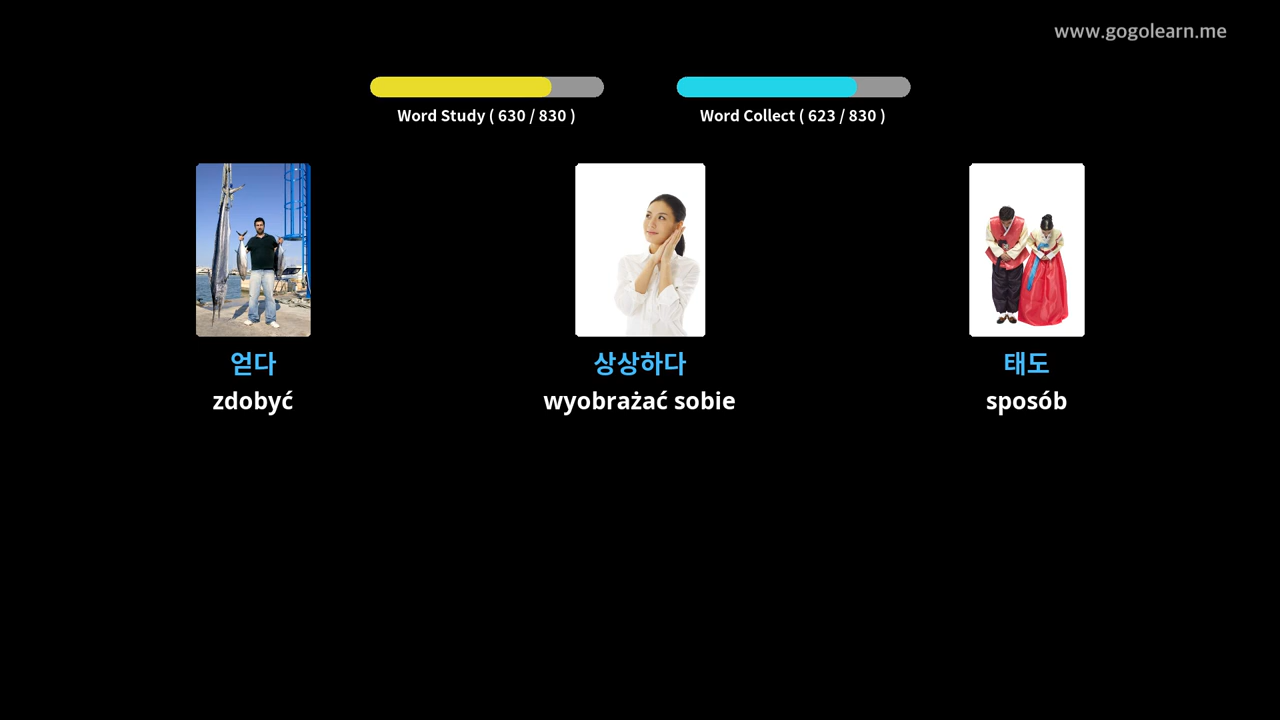 www.gogolearn.me
Word Study ( 630 / 830 )
Word Collect ( 623 / 830 )
얻다
zdobyć
상상하다
wyobrażać sobie
태도
sposób